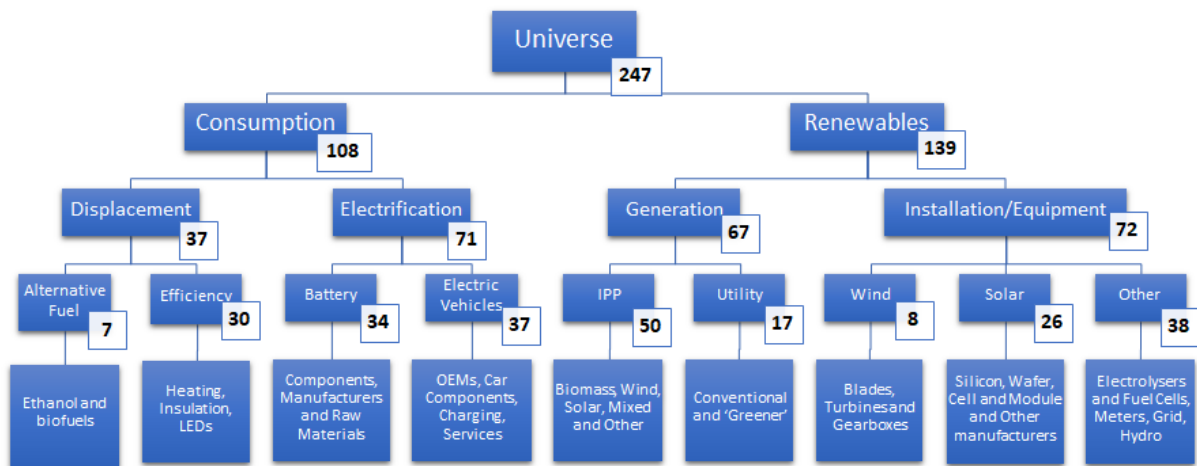 Universe
247
Consumption
108
Renewables
139
Displacement
37
Electrification
71
Generation
67
Installation/Equipment
72
Alternative
Fuel
7
Efficiency
30
Battery
34
Electric
Vehicles
37
IPP
50
Utility
17
Wind
8
Solar
26
Other
38
Ethanol and
biofuels
Heating,
Insulation,
LEDs
Components,
Manufacturers
and Raw
Materials
OEMs, Car
Components,
Charging,
Services
Biomass, Wind,
Solar, Mixed
and Other
Conventional
and ‘Greener’
Blades,
Turbines and
Gearboxes
Silicon, Wafer,
Cell and Module
and Other
manufacturers
Electrolysers
and Fuel Cells,
Meters, Grid,
Hydro